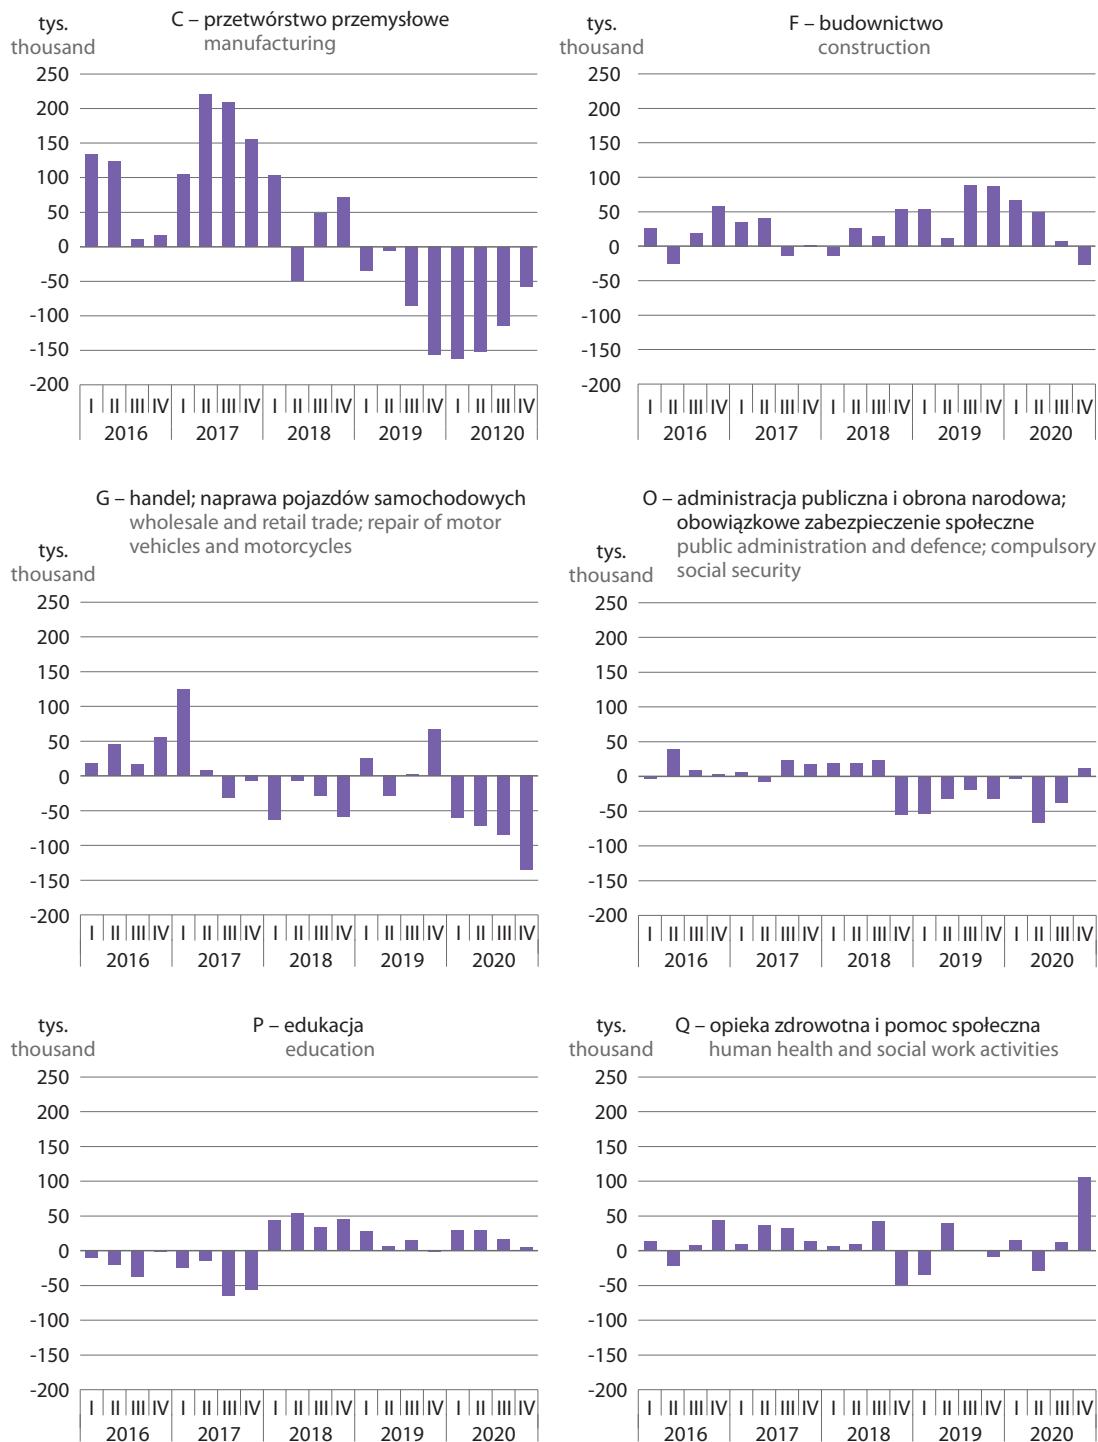 C – przetwórstwo przemysłowe
manufacturing
tys.
thousand
250
200
150
100
50
0
-50
-100
-150
-200
I II III IV I II III IV I II III IV I II III IV I II III IV
2016 2017 2018 2019 20120
F – budownictwo
construction
tys.
thousand
250
200
150
100
50
0
-50
-100
-150
-200
I II III IV I II III IV I II III IV I II III IV I II III IV
2016 2017 2018 2019 2020
G – handel; naprawa pojazdów samochodowych
wholesale and retail trade; repair of motor
vehicles and motorcycles
tys.
thousand
250
200
150
100
50
0
-50
-100
-150
-200
I II III IV I II III IV I II III IV I II III IV I II III IV
2016 2017 2018 2019 2020
O – administracja publiczna i obrona narodowa;
obowiązkowe zabezpieczenie społeczne
public administration and defence; compulsory
social security
tys.
thousand
250
200
150
100
50
0
-50
-100
-150
-200
I II III IV I II III IV I II III IV I II III IV I II III IV
2016 2017 2018 2019 2020
P – edukacja
education
tys.
thousand
250
200
150
100
50
0
-50
-100
-150
-200
I II III IV I II III IV I II III IV I II III IV I II III IV
2016 2017 2018 2019 2020
Q – opieka zdrowotna i pomoc społeczna
human health and social work activities
tys.
thousand
250
200
150
100
50
0
-50
-100
-150
-200
I II III IV I II III IV I II III IV I II III IV I II III IV
2016 2017 2018 2019 2020